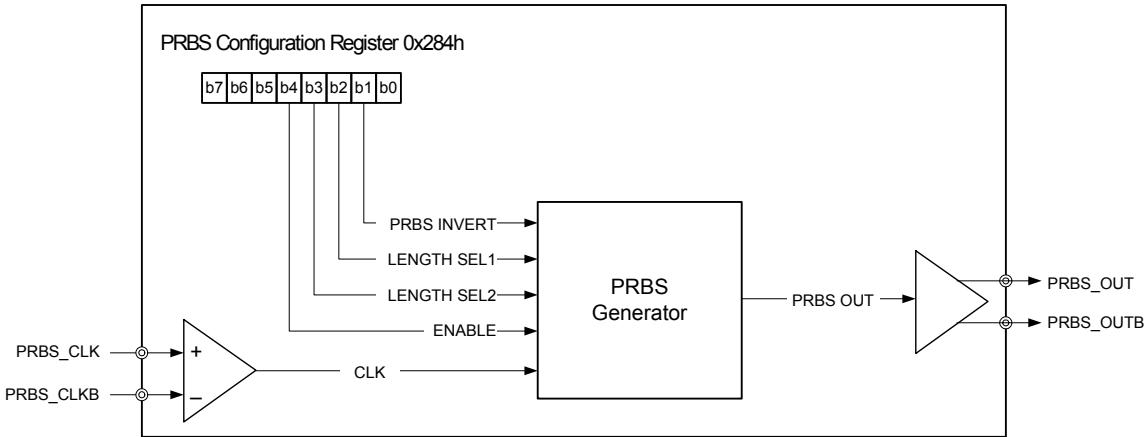 PRBS Configuration Register 0x284h
b7 b6 b5 b4 b3 b2 b1 b0
PRBS INVERT
LENGTH SEL1
LENGTH SEL2
ENABLE
CLK
PRBS
Generator
PRBS OUT
PRBS_CLK
+
PRBS_CLKB
–
PRBS_OUT
PRBS_OUTB